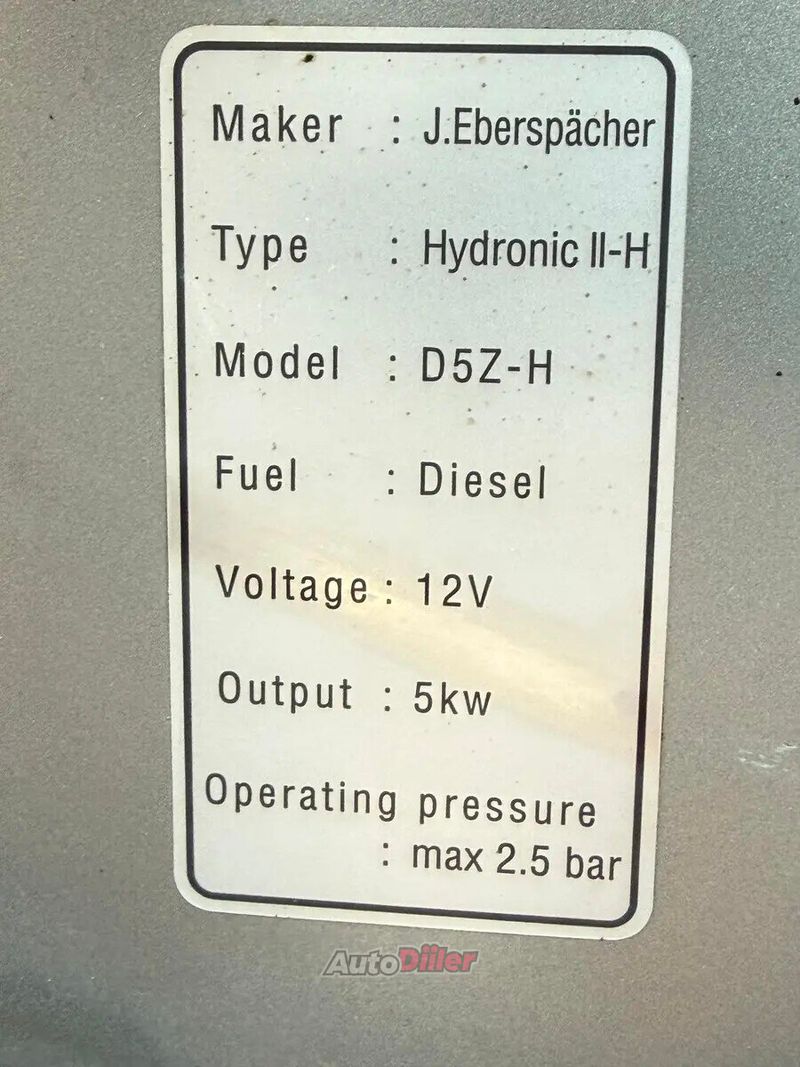 Maker : J.Eberspächer
Type : Hydronic II-H
Model : D5Z-H
Fuel : Diesel
Voltage : 12V
Output : 5kw
Operating pressure
: max 2.5 bar
AutoDiler